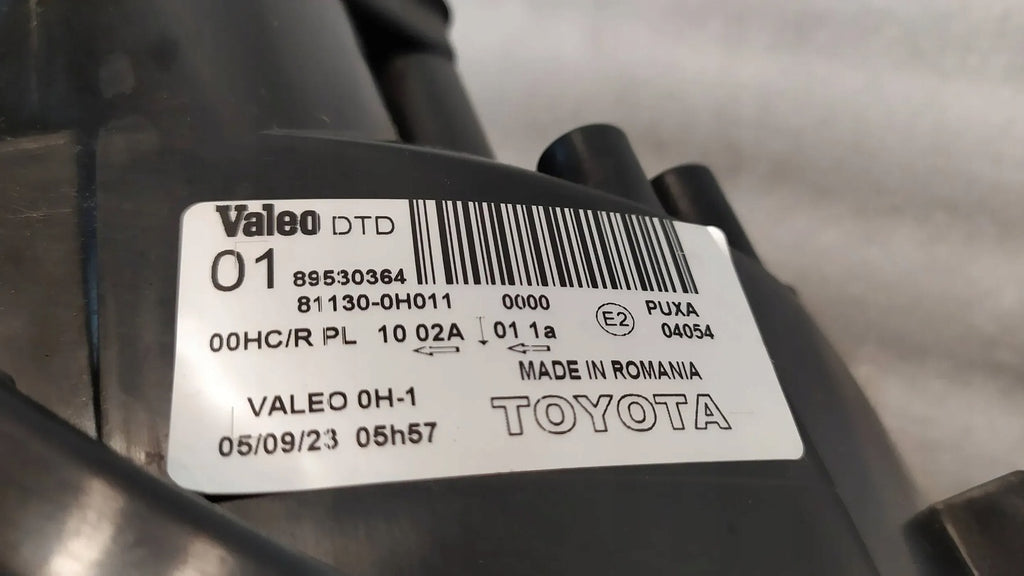 Valeo DTD
01 89530364
81130-0H011 0000
00HC/R PL 10 02A 01 1a
E2 PUXA
04054
MADE IN ROMANIA
VALEO 0H-1
TOYOTA
05/09/23 05h57